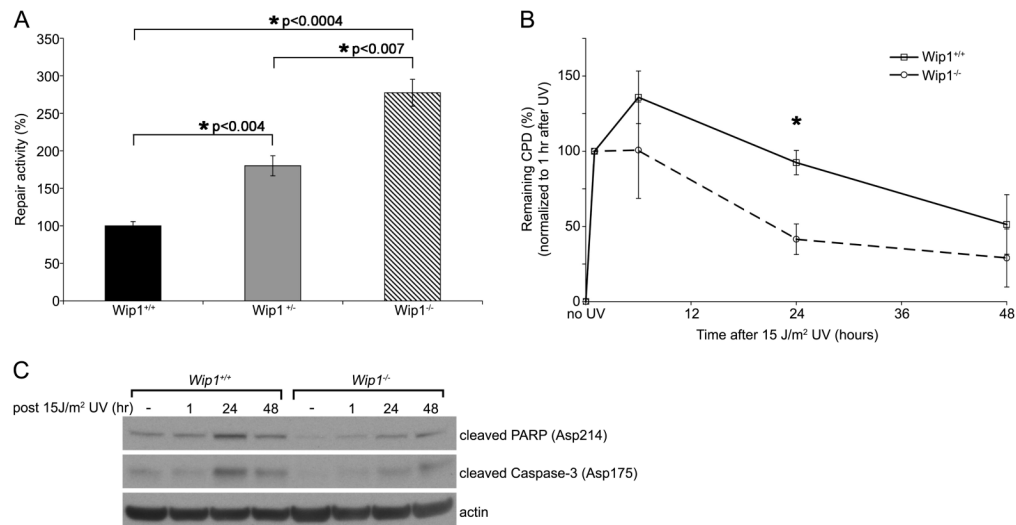 A
* p<0.0004
* p<0.007
* p<0.004
Repair activity (%)
350
300
250
200
150
100
50
0
Wip1+/+
Wip1 +/-
Wip1-/-
B
Wip1+/+
Wip1-/-
*
Remaining CPD (%)
(normalized to 1 hr after UV)
150
100
50
0
no UV
12
24
36
48
Time after 15 J/m² UV (hours)
C
Wip1+/+
Wip1-/-
post 15J/m² UV (hr)
- 1 24 48 - 1 24 48
cleaved PARP (Asp214)
cleaved Caspase-3 (Asp175)
actin